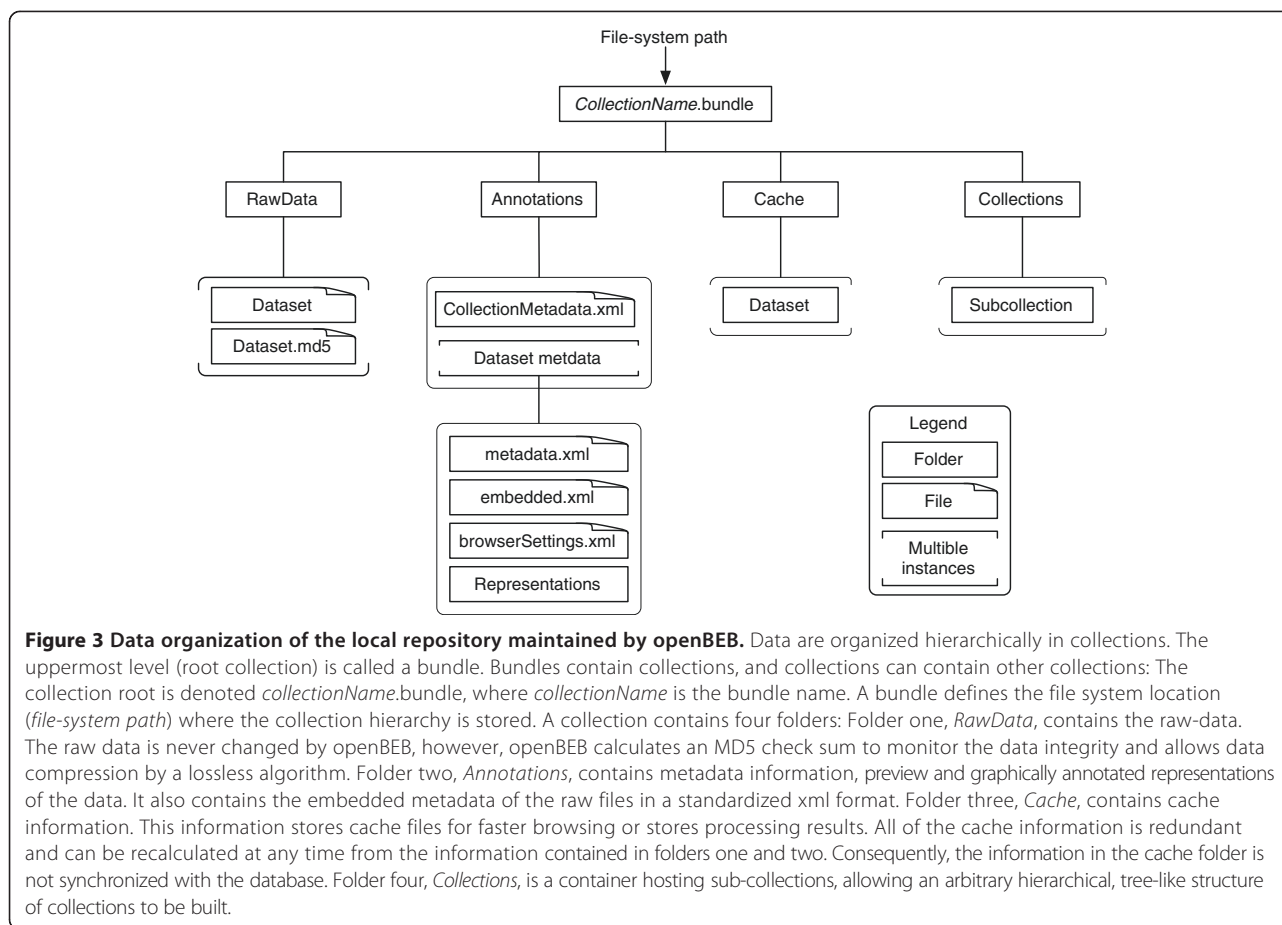 File-system path
CollectionName.bundle
RawData
Annotations
Cache
Collections
Dataset
Dataset.md5
CollectionMetadata.xml
Dataset metdata
Dataset
Subcollection
metadata.xml
embedded.xml
browserSettings.xml
Representations
Legend
Folder
File
Multible
instances
Figure 3 Data organization of the local repository maintained by openBEB. Data are organized hierarchically in collections. The
uppermost level (root collection) is called a bundle. Bundles contain collections, and collections can contain other collections: The
collection root is denoted collectionName.bundle, where collectionName is the bundle name. A bundle defines the file system location
(file-system path) where the collection hierarchy is stored. A collection contains four folders: Folder one, RawData, contains the raw-data.
The raw data is never changed by openBEB, however, openBEB calculates an MD5 check sum to monitor the data integrity and allows data
compression by a lossless algorithm. Folder two, Annotations, contains metadata information, preview and graphically annotated representations
of the data. It also contains the embedded metadata of the raw files in a standardized xml format. Folder three, Cache, contains cache
information. This information stores cache files for faster browsing or stores processing results. All of the cache information is redundant
and can be recalculated at any time from the information contained in folders one and two. Consequently, the information in the cache folder is
not synchronized with the database. Folder four, Collections, is a container hosting sub-collections, allowing an arbitrary hierarchical, tree-like structure
of collections to be built.